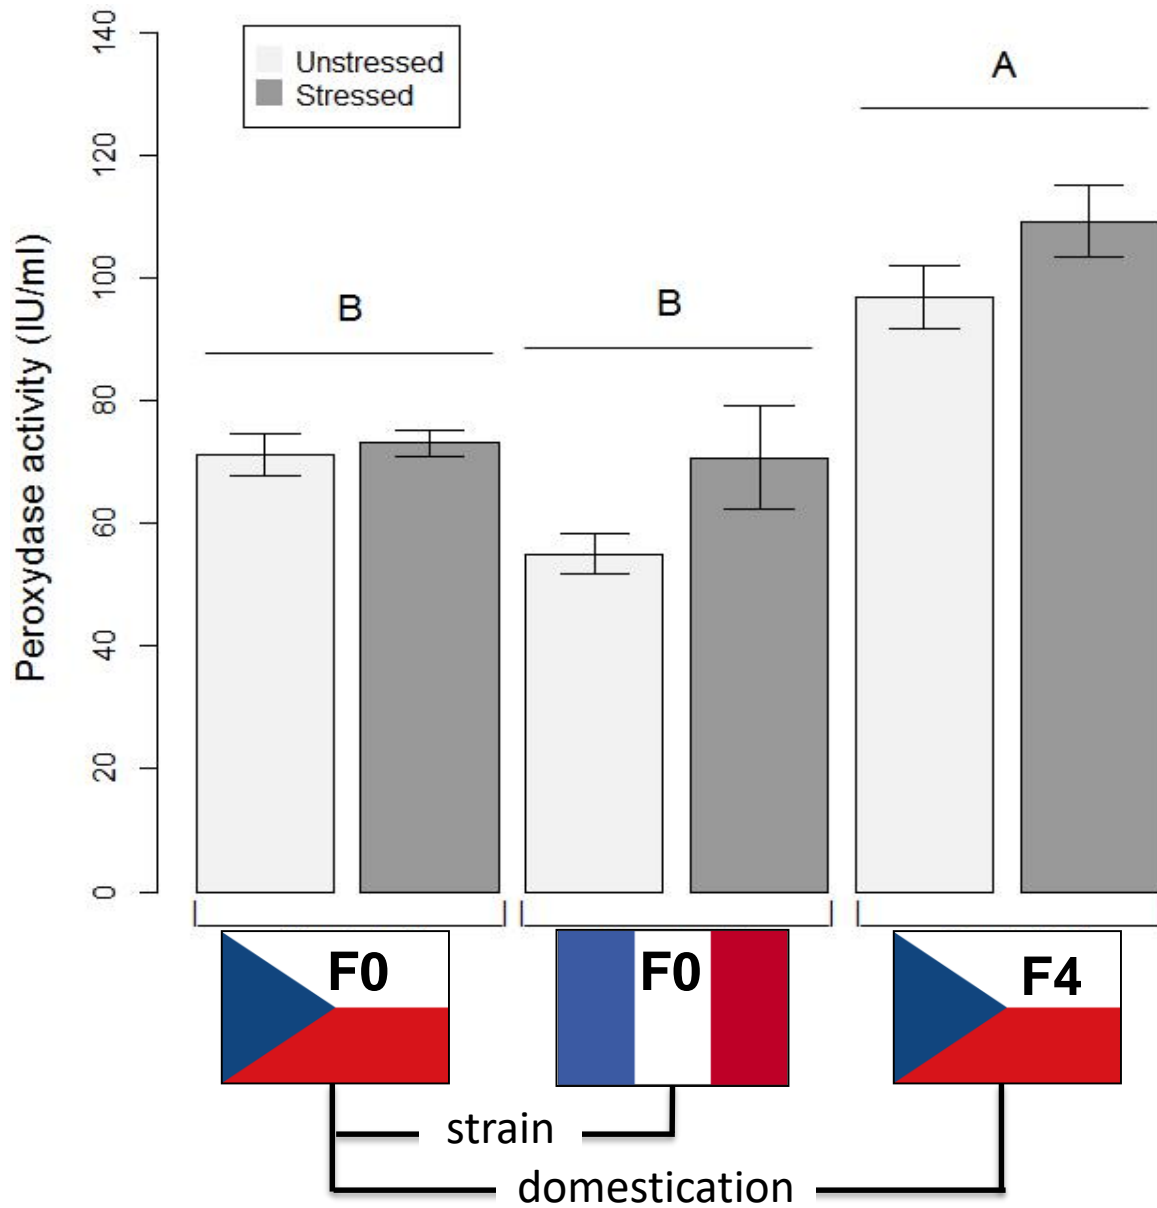 140
120
100
80
60
40
20
0
Peroxydase activity (IU/ml)
Unstressed
Stressed
B
B
A
F0
F0
F4
strain
domestication